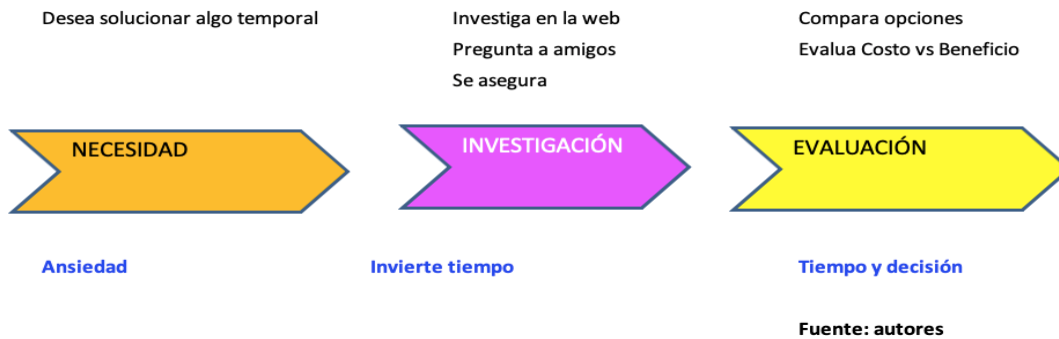 Desea solucionar algo temporal
Investiga en la web
Pregunta a amigos
Se asegura
Compara opciones
Evalua Costo vs Beneficio
NECESIDAD
INVESTIGACIÓN
EVALUACIÓN
Ansiedad
Invierte tiempo
Tiempo y decisión
Fuente: autores